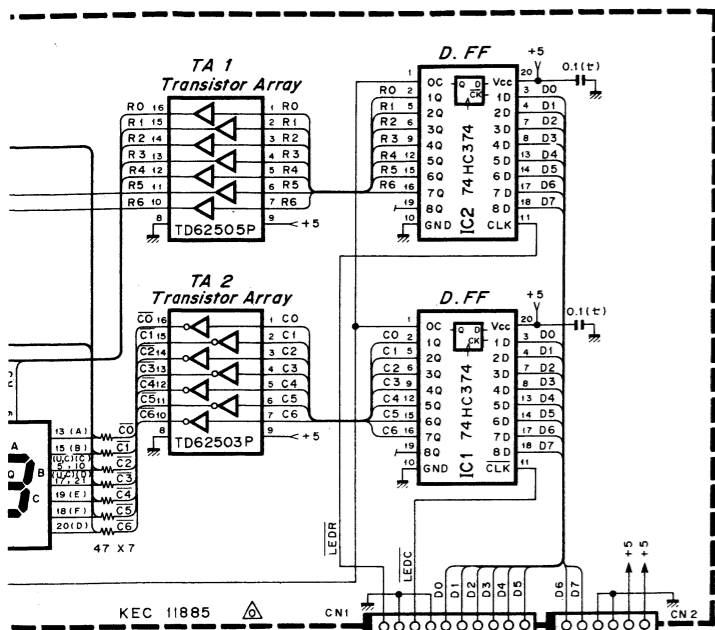 TA 1
Transistor Array
R0 16 1 R0
R1 15 2 R1
R2 14 3 R2
R3 13 4 R3
R4 12 5 R4
R5 11 6 R5
R6 10 7 R6
8 9 +5
TD62505P
D.FF
+5
0.1(セ)
1 OC Q D CK Vcc 20
R0 2 1Q 1D 3 D0
R1 5 2Q 2D 4 D1
R2 6 3Q 3D 7 D2
R3 9 4Q 4D 8 D3
R4 12 5Q 5D 13 D4
R5 15 6Q 6D 14 D5
R6 16 7Q 7D 17 D6
19 8Q 8D 18 D7
10 GND CLK 11
IC2 74HC374
TA 2
Transistor Array
C0 16 1 C0
C1 15 2 C1
C2 14 3 C2
C3 13 4 C3
C4 12 5 C4
C5 11 6 C5
C6 10 7 C6
8 9 +5
TD62503P
D.FF
+5
0.1(セ)
1 OC Q D CK Vcc 20
C0 2 1Q 1D 3 D0
C1 5 2Q 2D 4 D1
C2 6 3Q 3D 7 D2
C3 9 4Q 4D 8 D3
C4 12 5Q 5D 13 D4
C5 15 6Q 6D 14 D5
C6 16 7Q 7D 17 D6
19 8Q 8D 18 D7
10 GND CLK 11
IC1 74HC374
A
B
C
13 (A) C0
15 (B) C1
(U,C)(C)
5, 10 C2
(U,C)(D)
17, 21 C3
19 (E) C4
18 (F) C5
20(D) C6
47 X7
LEDR
LEDC
D0
D1
D2
D3
D4
D5
D6
D7
+5
+5
KEC 11885
CN1
CN2